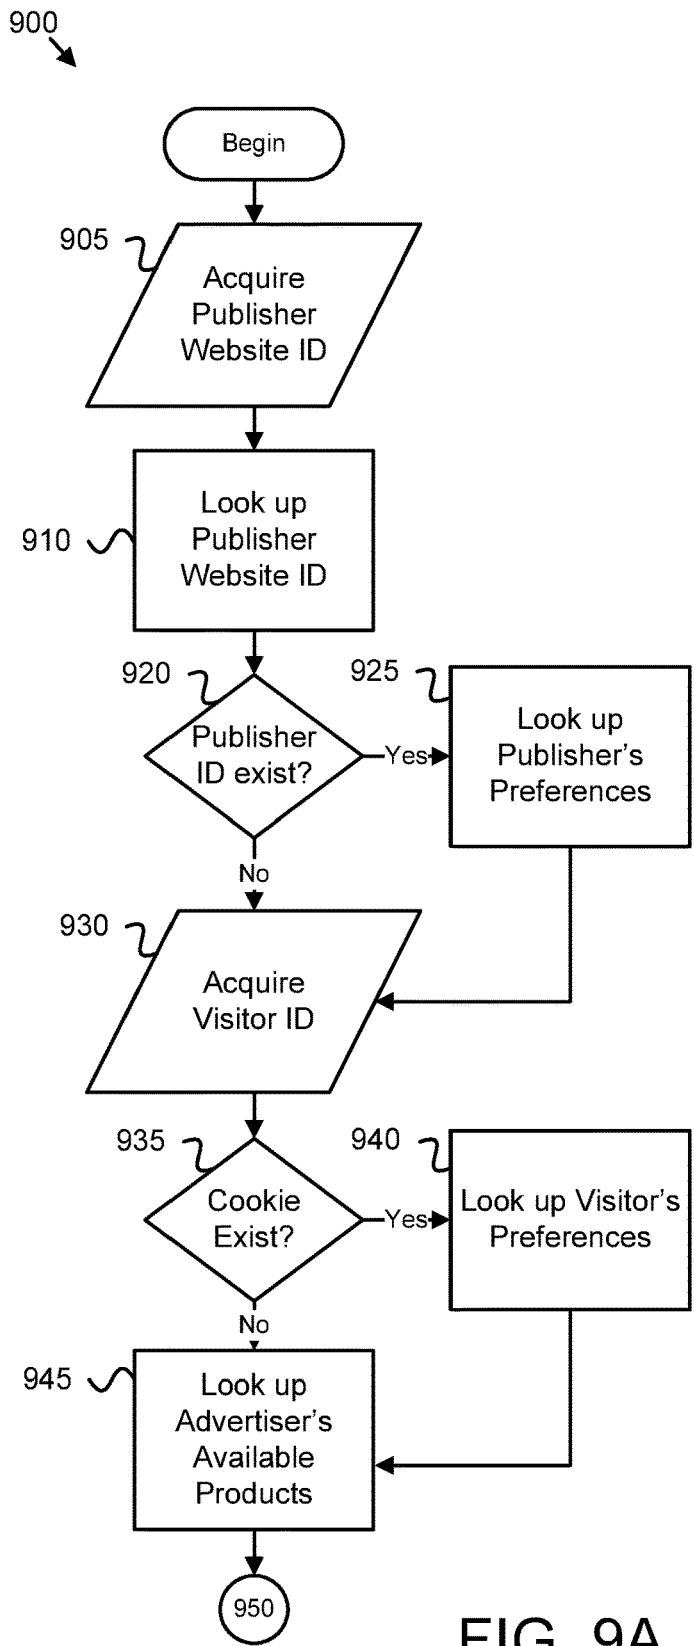 900
Begin
905
Acquire
Publisher
Website ID
910
Look up
Publisher
Website ID
920
Publisher
ID exist?
Yes
925
Look up
Publisher's
Preferences
No
930
Acquire
Visitor ID
935
Cookie
Exist?
Yes
940
Look up Visitor's
Preferences
No
945
Look up
Advertiser's
Available
Products
950
FIG. 9A